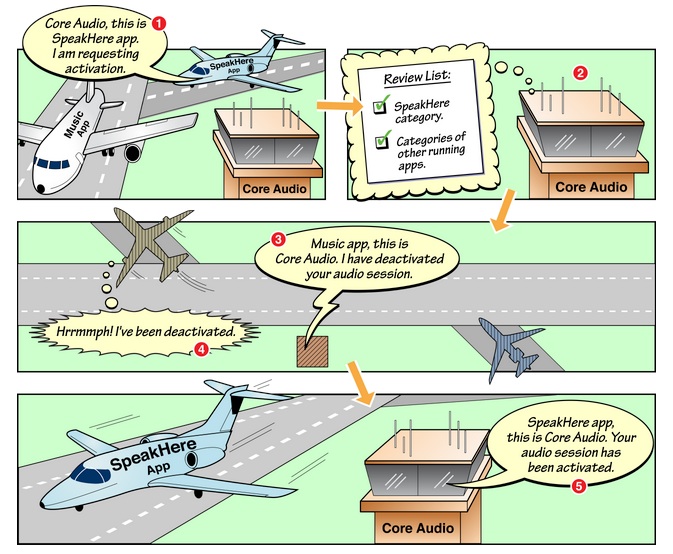 Core Audio, this is
SpeakHere app.
I am requesting
activation.
1
SpeakHere
App
Music
App
Core Audio
Review List:
SpeakHere
category.
Categories of
other running
apps.
2
Core Audio
3
Music app, this is
Core Audio. I have deactivated
your audio session.
Hrrmmph! I've been deactivated.
4
SpeakHere
App
Core Audio
SpeakHere app,
this is Core Audio. Your
audio session has
been activated.
5